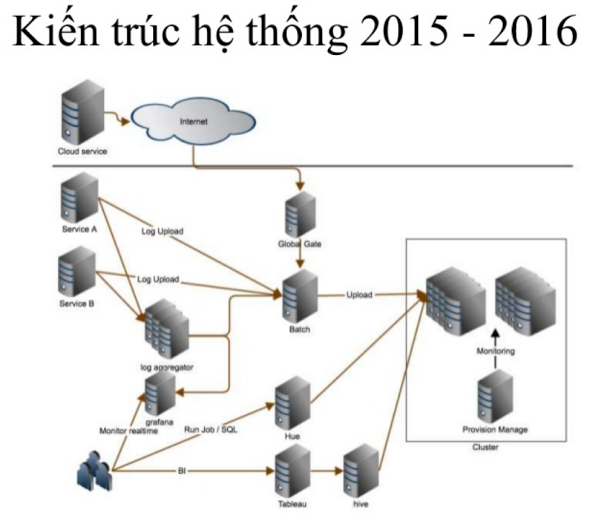 Kiến trúc hệ thống 2015 - 2016
Internet
Cloud service
Service A
Log Upload
Global Gate
Service B
Log Upload
Upload
Batch
Monitoring
log aggregator
grafana
Monitor realtime
Run Job / SQL
Hue
Provision Manage
Cluster
BI
Tableau
hive